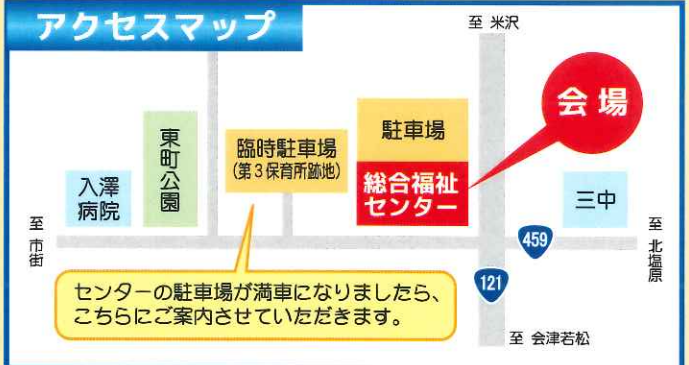 アクセスマップ
至 米沢
会場
駐車場
東町公園
臨時駐車場
(第3保育所跡地)
総合福祉
センター
入澤
病院
三中
至 市街
459
至 北塩原
121
センターの駐車場が満車になりましたら、
こちらにご案内させていただきます。
至 会津若松